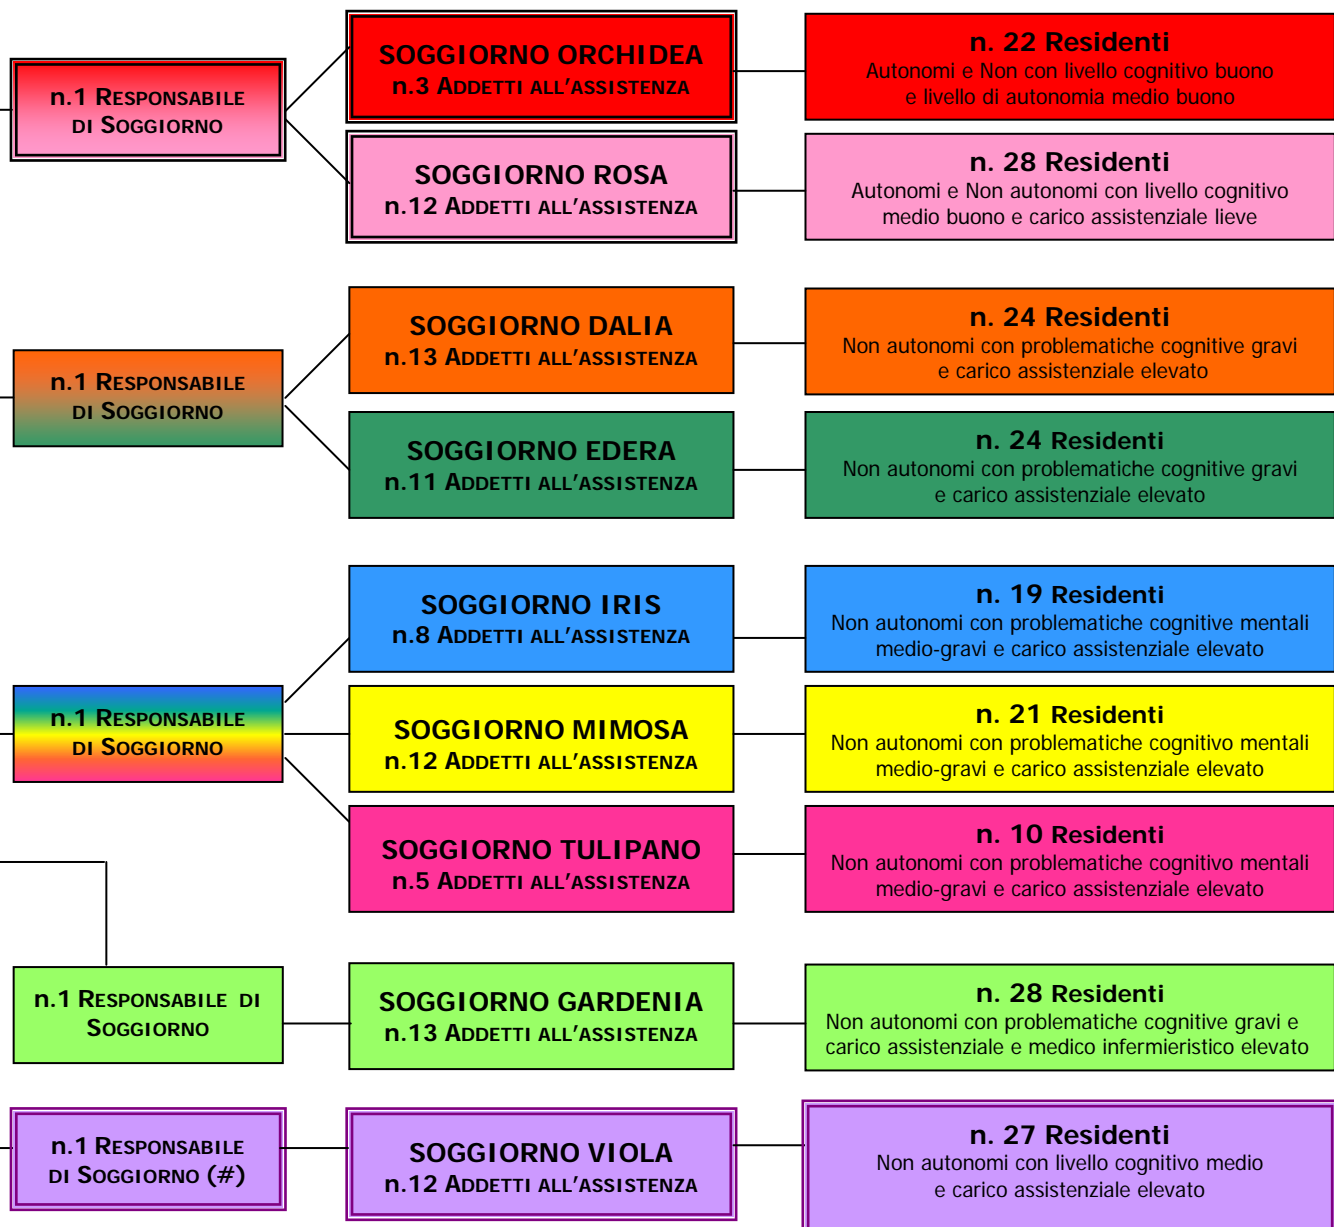 n.1 RESPONSABILE
DI SOGGIORNO
SOGGIORNO ORCHIDEA
n.3 ADDETTI ALL'ASSISTENZA
n. 22 Residenti
Autonomi e Non con livello cognitivo buono
e livello di autonomia medio buono
SOGGIORNO ROSA
n.12 ADDETTI ALL'ASSISTENZA
n. 28 Residenti
Autonomi e Non autonomi con livello cognitivo
medio buono e carico assistenziale lieve
n.1 RESPONSABILE
DI SOGGIORNO
SOGGIORNO DALIA
n.13 ADDETTI ALL'ASSISTENZA
n. 24 Residenti
Non autonomi con problematiche cognitive gravi
e carico assistenziale elevato
SOGGIORNO EDERA
n.11 ADDETTI ALL'ASSISTENZA
n. 24 Residenti
Non autonomi con problematiche cognitive gravi
e carico assistenziale elevato
n.1 RESPONSABILE
DI SOGGIORNO
SOGGIORNO IRIS
n.8 ADDETTI ALL'ASSISTENZA
n. 19 Residenti
Non autonomi con problematiche cognitive mentali
medio-gravi e carico assistenziale elevato
SOGGIORNO MIMOSA
n.12 ADDETTI ALL'ASSISTENZA
n. 21 Residenti
Non autonomi con problematiche cognitivo mentali
medio-gravi e carico assistenziale elevato
SOGGIORNO TULIPANO
n.5 ADDETTI ALL'ASSISTENZA
n. 10 Residenti
Non autonomi con problematiche cognitivo mentali
medio-gravi e carico assistenziale elevato
n.1 RESPONSABILE DI
SOGGIORNO
SOGGIORNO GARDENIA
n.13 ADDETTI ALL'ASSISTENZA
n. 28 Residenti
Non autonomi con problematiche cognitive gravi e
carico assistenziale e medico infermieristico elevato
n.1 RESPONSABILE
DI SOGGIORNO (#)
SOGGIORNO VIOLA
n.12 ADDETTI ALL'ASSISTENZA
n. 27 Residenti
Non autonomi con livello cognitivo medio
e carico assistenziale elevato